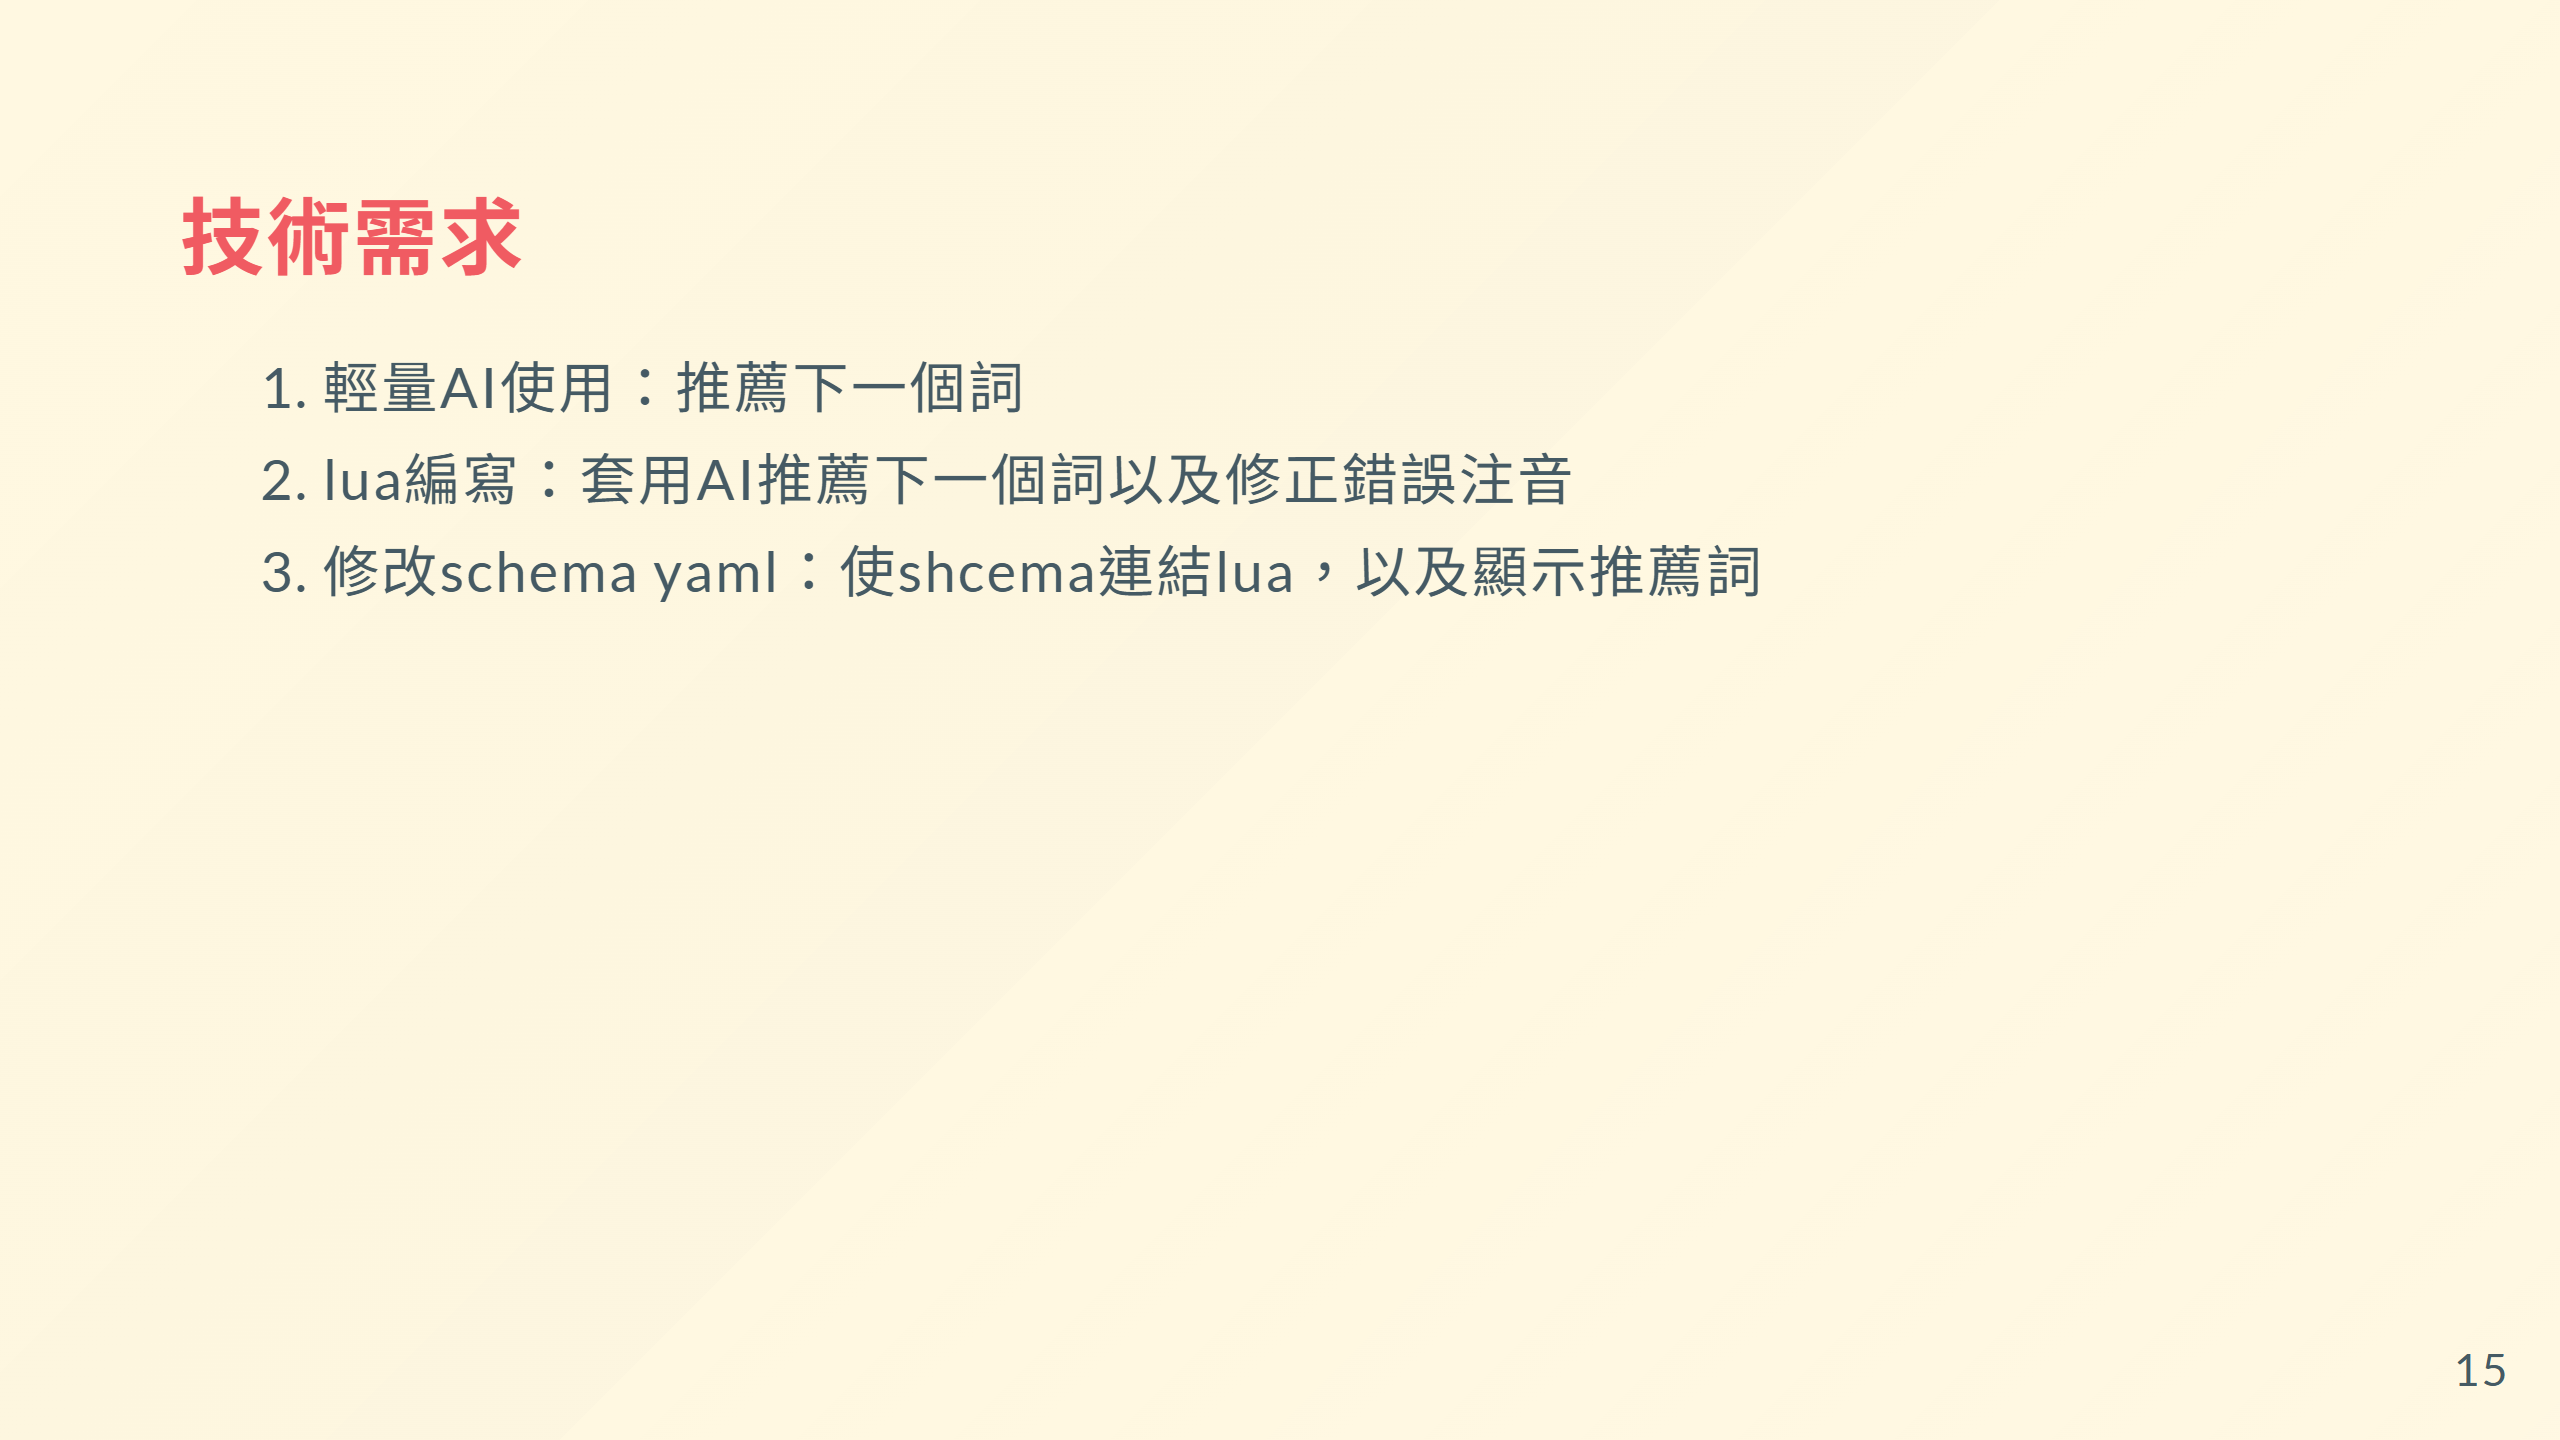 技術需求
1. 輕量AI使用：推薦下一個詞
2. lua編寫：套用AI推薦下一個詞以及修正錯誤注音
3. 修改schema yaml：使shcema連結lua，以及顯示推薦詞
15